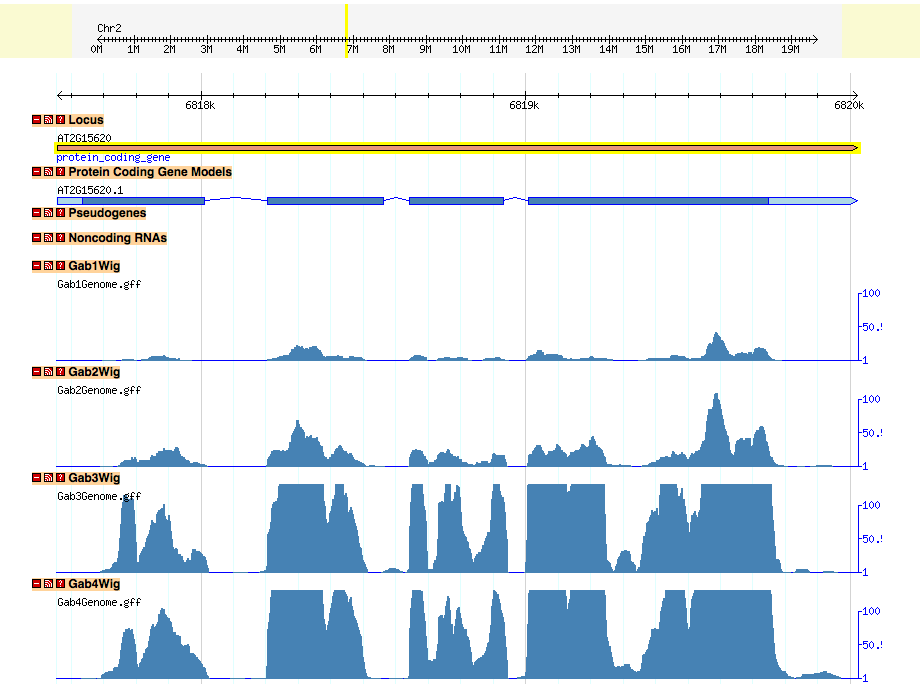 Chr2
0M 1M 2M 3M 4M 5M 6M 7M 8M 9M 10M 11M 12M 13M 14M 15M 16M 17M 18M 19M
6818k 6819k 6820k
Locus
AT2G15620
protein_coding_gene
Protein Coding Gene Models
AT2G15620.1
Pseudogenes
Noncoding RNAs
Gab1Wig
Gab1Genome.gff
100
50.5
1
Gab2Wig
Gab2Genome.gff
100
50.5
1
Gab3Wig
Gab3Genome.gff
100
50.5
1
Gab4Wig
Gab4Genome.gff
100
50.5
1